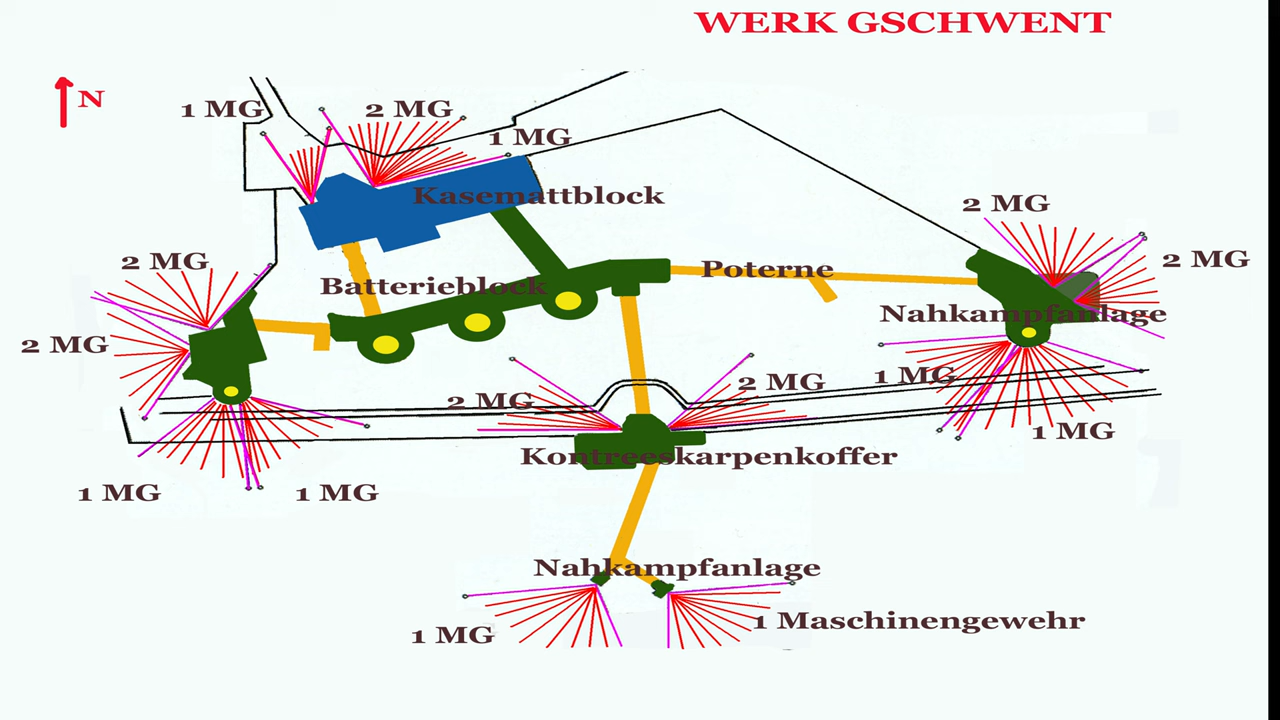 WERK GSCHWENT
N
1 MG
2 MG
1 MG
Kasemattblock
2 MG
2 MG
2 MG
Poterne
Batterieblock
Nahkampfanlage
2 MG
1 MG
2 MG
2 MG
1 MG
Kontreeskarpenkoffer
1 MG
1 MG
Nahkampfanlage
1 Maschinengewehr
1 MG